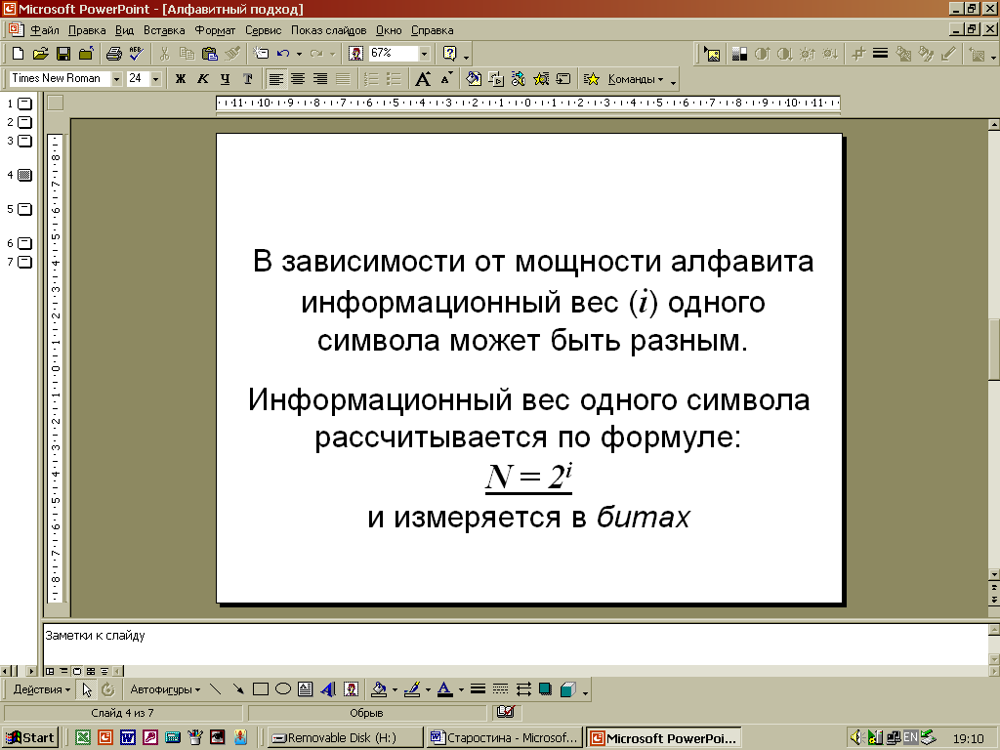 Microsoft PowerPoint - [Алфавитный подход]
Файл Правка Вид Вставка Формат Сервис Показ слайдов Окно Справка
67%
Times New Roman 24 Ж К Ч Команды
1
2
3
4
5
6
7
В зависимости от мощности алфавита
информационный вес (i) одного
символа может быть разным.
Информационный вес одного символа
рассчитывается по формуле:
N = 2ⁱ
и измеряется в битах
Заметки к слайду
Действия Автофигуры
Слайд 4 из 7 Обрыв
Start Removable Disk (H:) Старостина - Microsof... Microsoft PowerPoi... EN 19:10